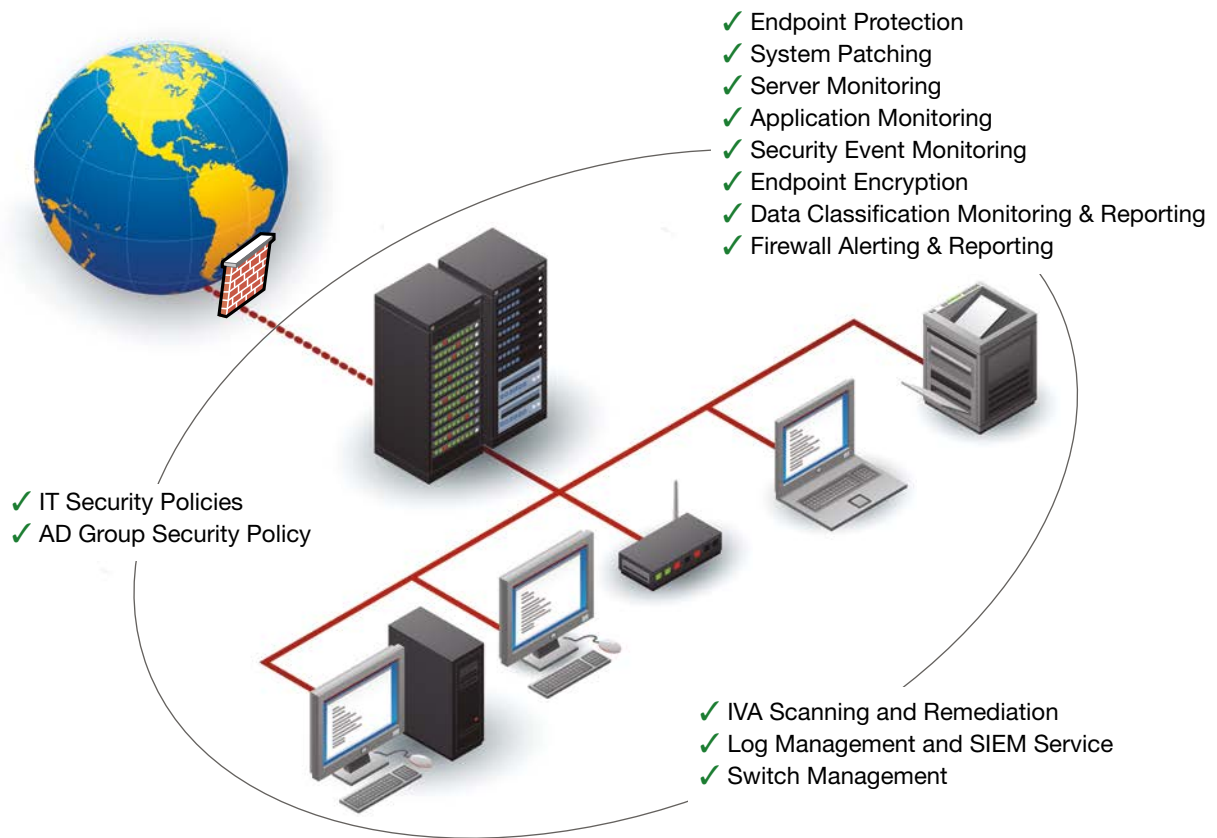 ✓ Endpoint Protection
✓ System Patching
✓ Server Monitoring
✓ Application Monitoring
✓ Security Event Monitoring
✓ Endpoint Encryption
✓ Data Classification Monitoring & Reporting
✓ Firewall Alerting & Reporting
✓ IT Security Policies
✓ AD Group Security Policy
✓ IVA Scanning and Remediation
✓ Log Management and SIEM Service
✓ Switch Management